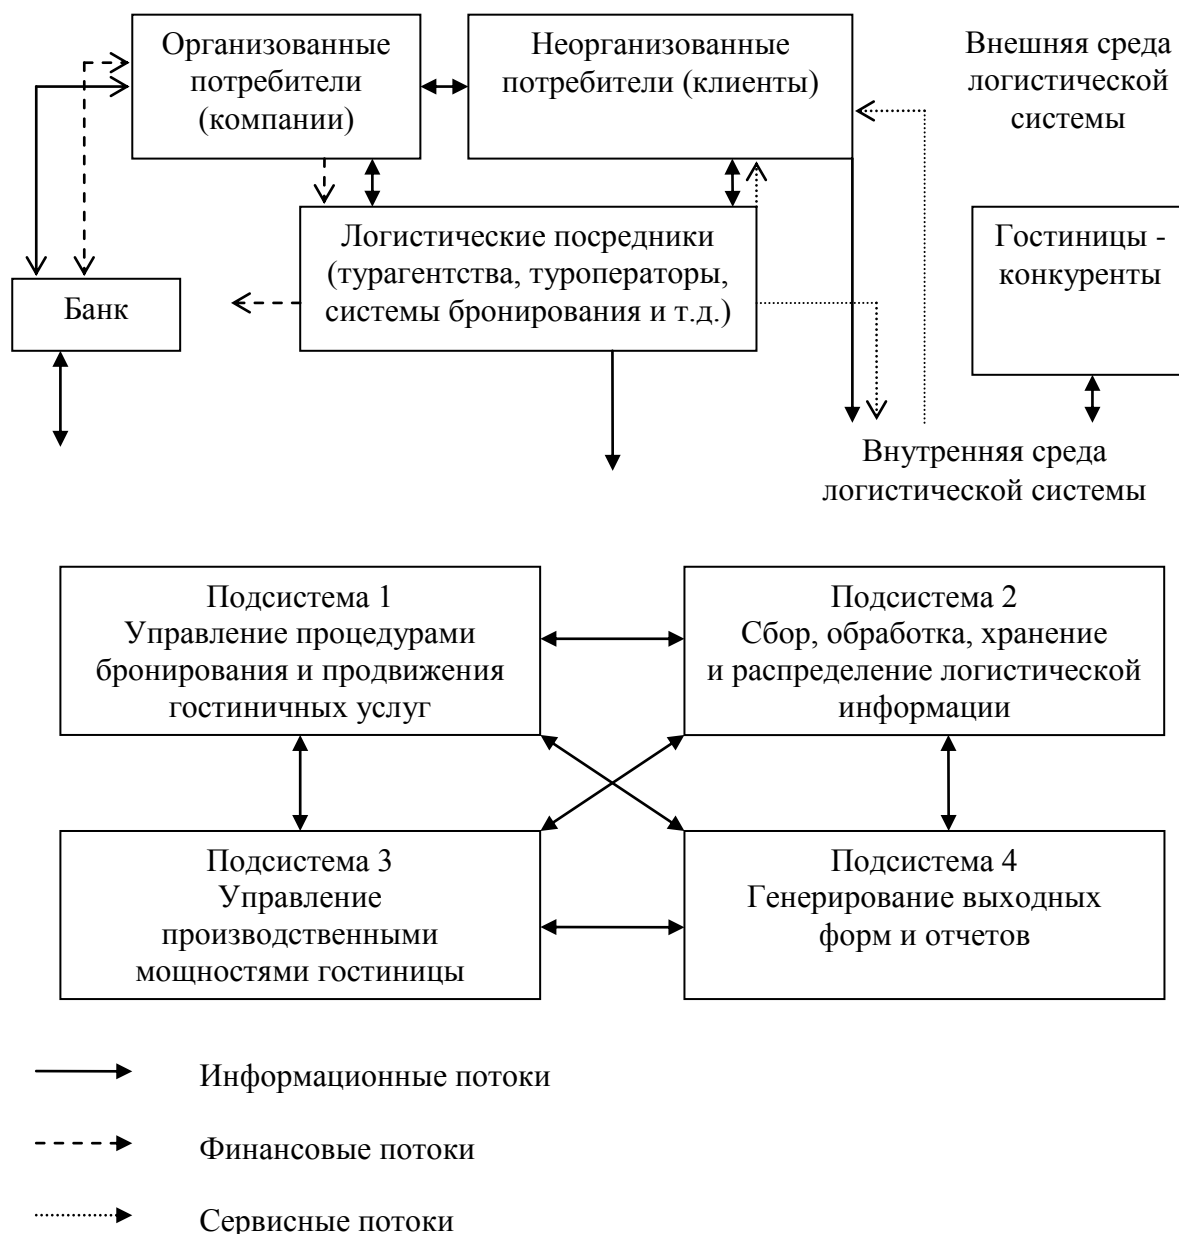 Организованные
потребители
(компании)
Неорганизованные
потребители (клиенты)
Внешняя среда
логистической
системы
Логистические посредники
(турагентства, туроператоры,
системы бронирования и т.д.)
Гостиницы -
конкуренты
Банк
Внутренняя среда
логистической системы
Подсистема 1
Управление процедурами
бронирования и продвижения
гостиничных услуг
Подсистема 2
Сбор, обработка, хранение
и распределение логистической
информации
Подсистема 3
Управление
производственными
мощностями гостиницы
Подсистема 4
Генерирование выходных
форм и отчетов
Информационные потоки
Финансовые потоки
Сервисные потоки